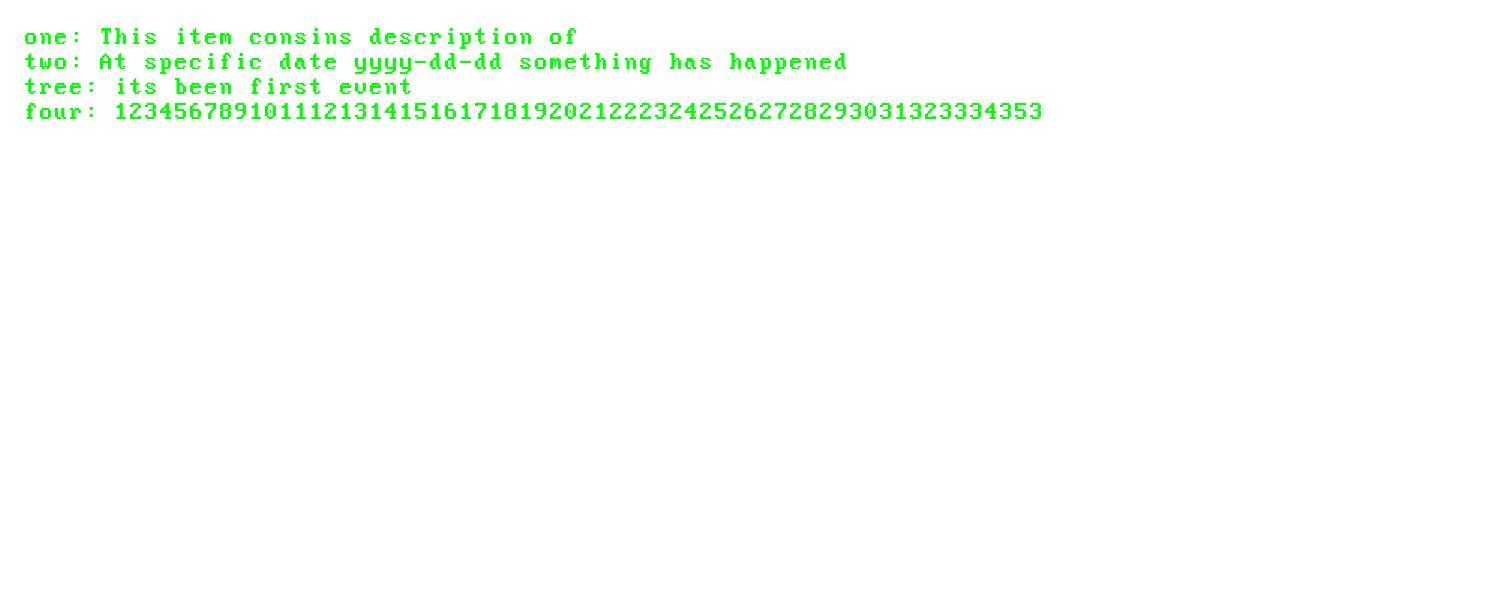 one: This item consins description of
two: At specific date yyyy-dd-dd something has happened
tree: its been first event
four: 12345678910111213141516171819202122232425262728293031323334353